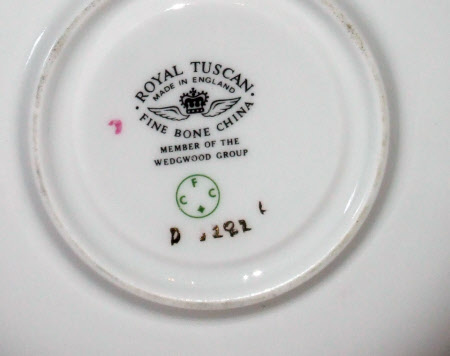 ROYAL TUSCAN
MADE IN ENGLAND
FINE BONE CHINA
MEMBER OF THE
WEDGWOOD GROUP
C F C